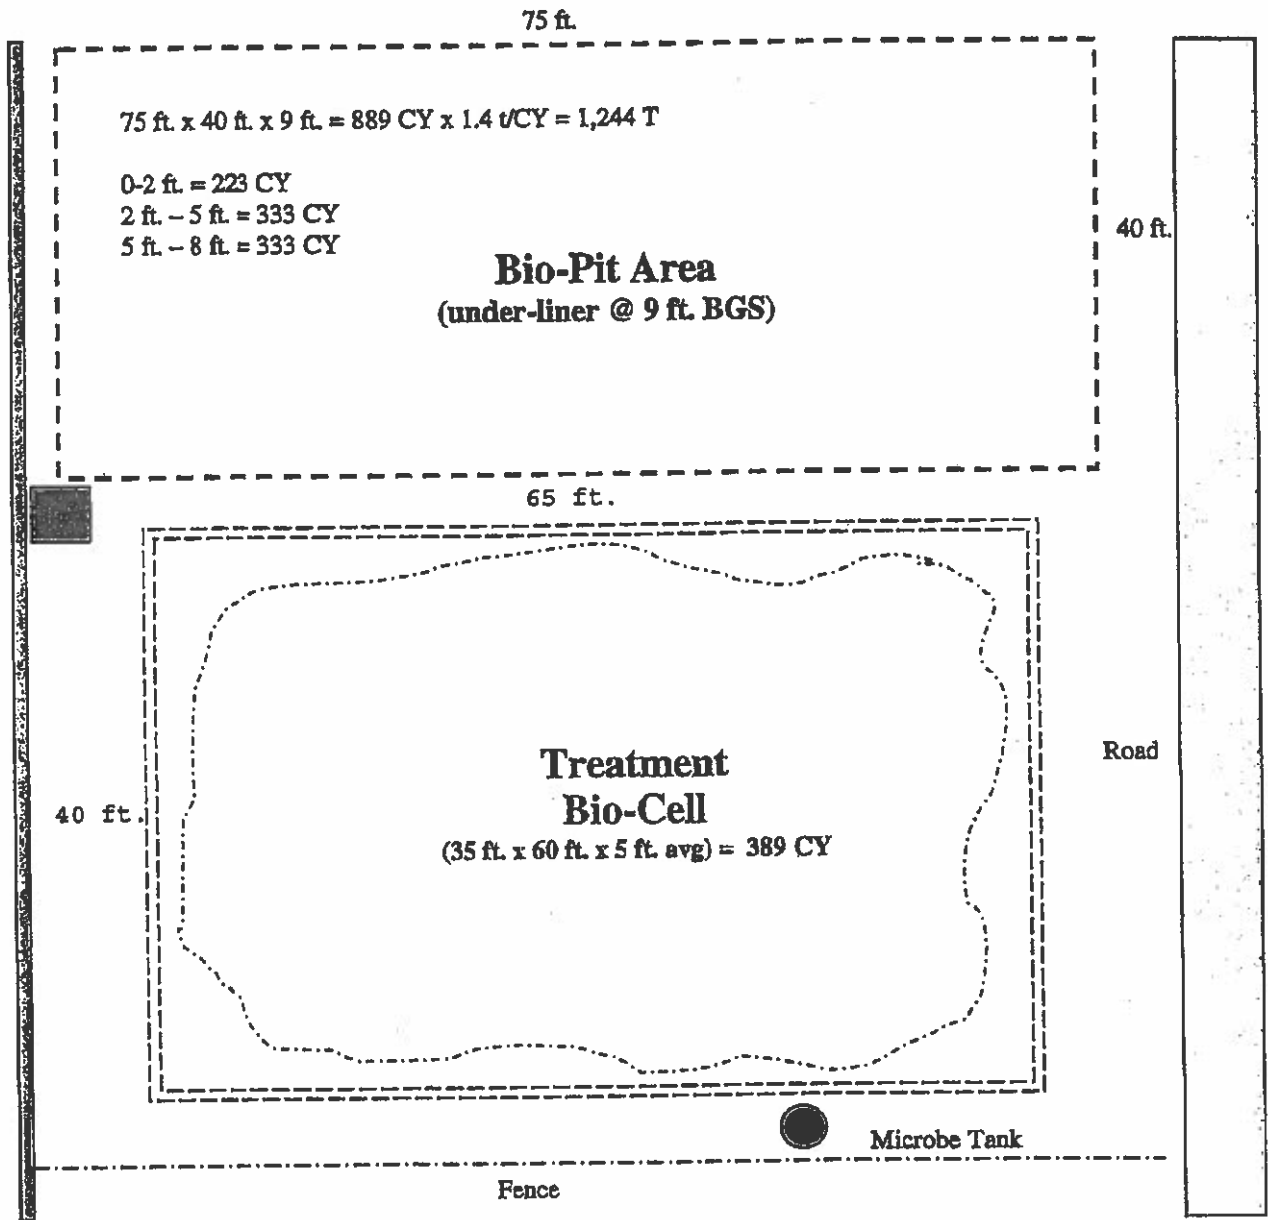 75 ft.
75 ft. x 40 ft. x 9 ft. = 889 CY x 1.4 t/CY = 1,244 T
0-2 ft. = 223 CY
2 ft. – 5 ft. = 333 CY
5 ft. – 8 ft. = 333 CY
40 ft.
Bio-Pit Area
(under-liner @ 9 ft. BGS)
65 ft.
Treatment
Bio-Cell
(35 ft. x 60 ft. x 5 ft. avg) = 389 CY
40 ft.
Road
Microbe Tank
Fence